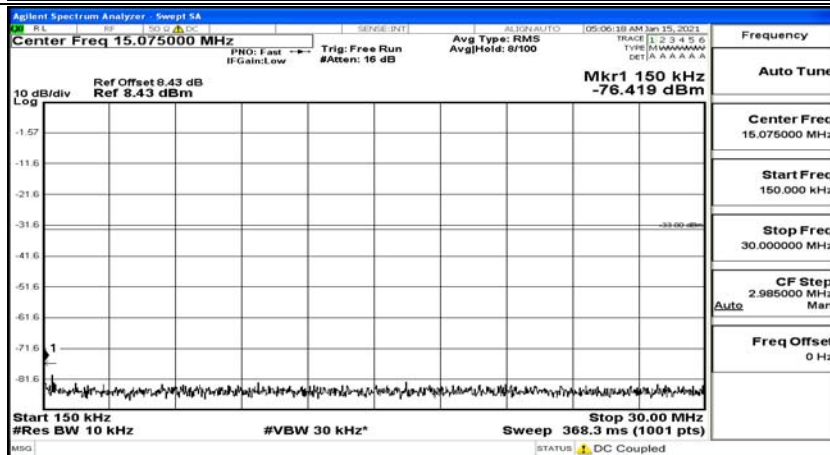 Agilent Spectrum Analyzer - Swept SA
RL RF 50 Ω DC SENSE:INT ALIGN AUTO 05:06:18 AM Jan 15, 2021
Center Freq 15.075000 MHz
PNO: Fast
IFGain:Low
Trig: Free Run
#Atten: 16 dB
Avg Type: RMS
Avg|Hold: 8/100
TRACE 1 2 3 4 5 6
TYPE M W W W W W
DET A A A A A A
Ref Offset 8.43 dB
10 dB/div Ref 8.43 dBm
Log
Mkr1 150 kHz
-76.419 dBm
-1.57
-11.6
-21.6
-31.6
-33.00 dBm
-41.6
-51.6
-61.6
-71.6
1
-81.6
Start 150 kHz Stop 30.00 MHz
#Res BW 10 kHz #VBW 30 kHz* Sweep 368.3 ms (1001 pts)
MSG STATUS DC Coupled
Frequency
Auto Tune
Center Freq
15.075000 MHz
Start Freq
150.000 kHz
Stop Freq
30.000000 MHz
CF Step
2.985000 MHz
Auto Man
Freq Offset
0 Hz